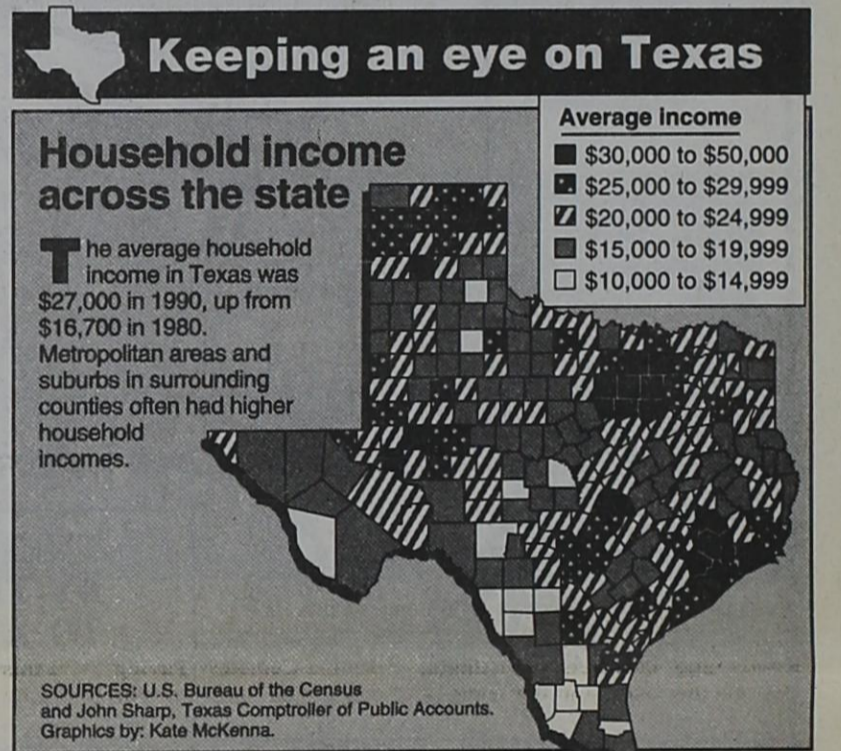 Keeping an eye on Texas
Household income
across the state
The average household
income in Texas was
$27,000 in 1990, up from
$16,700 in 1980.
Metropolitan areas and
suburbs in surrounding
counties often had higher
household
incomes.
Average income
$30,000 to $50,000
$25,000 to $29,999
$20,000 to $24,999
$15,000 to $19,999
$10,000 to $14,999
SOURCES: U.S. Bureau of the Census
and John Sharp, Texas Comptroller of Public Accounts.
Graphics by: Kate McKenna.